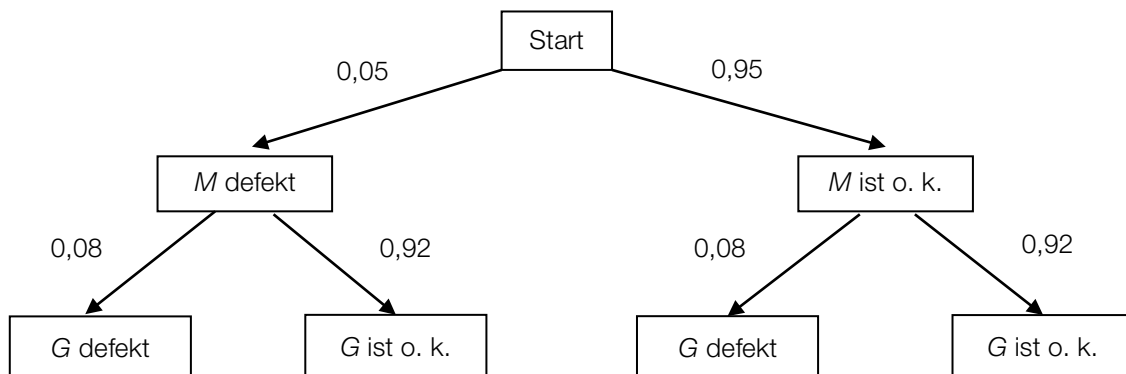 Start
0,05
0,95
M defekt
M ist o. k.
0,08
0,92
0,08
0,92
G defekt
G ist o. k.
G defekt
G ist o. k.